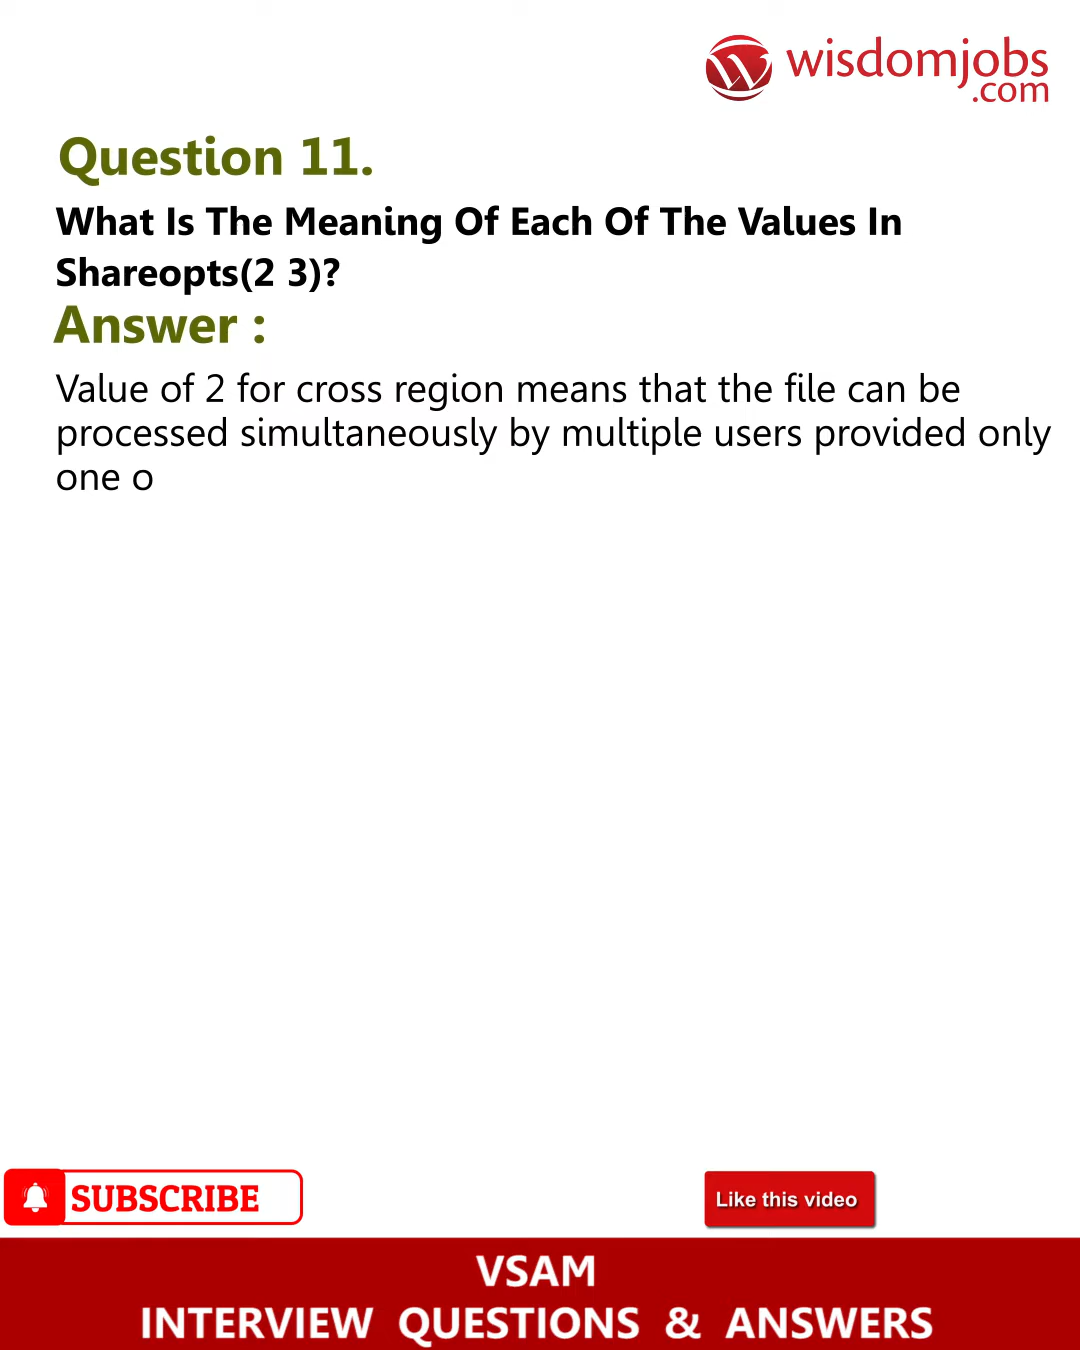 wisdomjobs
.com
Question 11.
What Is The Meaning Of Each Of The Values In
Shareopts(2 3)?
Answer :
Value of 2 for cross region means that the file can be
processed simultaneously by multiple users provided only
one o
SUBSCRIBE
Like this video
VSAM
INTERVIEW QUESTIONS & ANSWERS